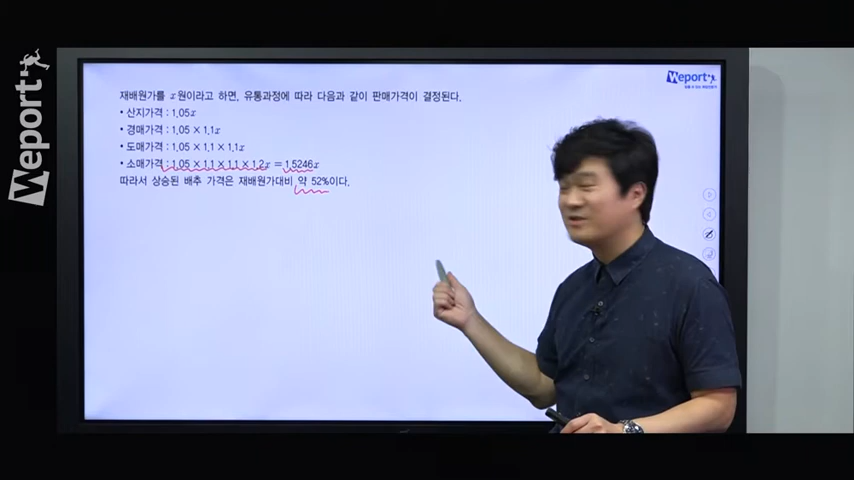 Weport
Weport
재배원가를 x원이라고 하면, 유통과정에 따라 다음과 같이 판매가격이 결정된다.
• 산지가격 : 1.05x
• 경매가격 : 1.05 × 1.1x
• 도매가격 : 1.05 × 1.1 × 1.1x
• 소매가격 : 1.05 × 1.1 × 1.1 × 1.2x = 1.5246x
따라서 상승된 배추 가격은 재배원가대비 약 52%이다.